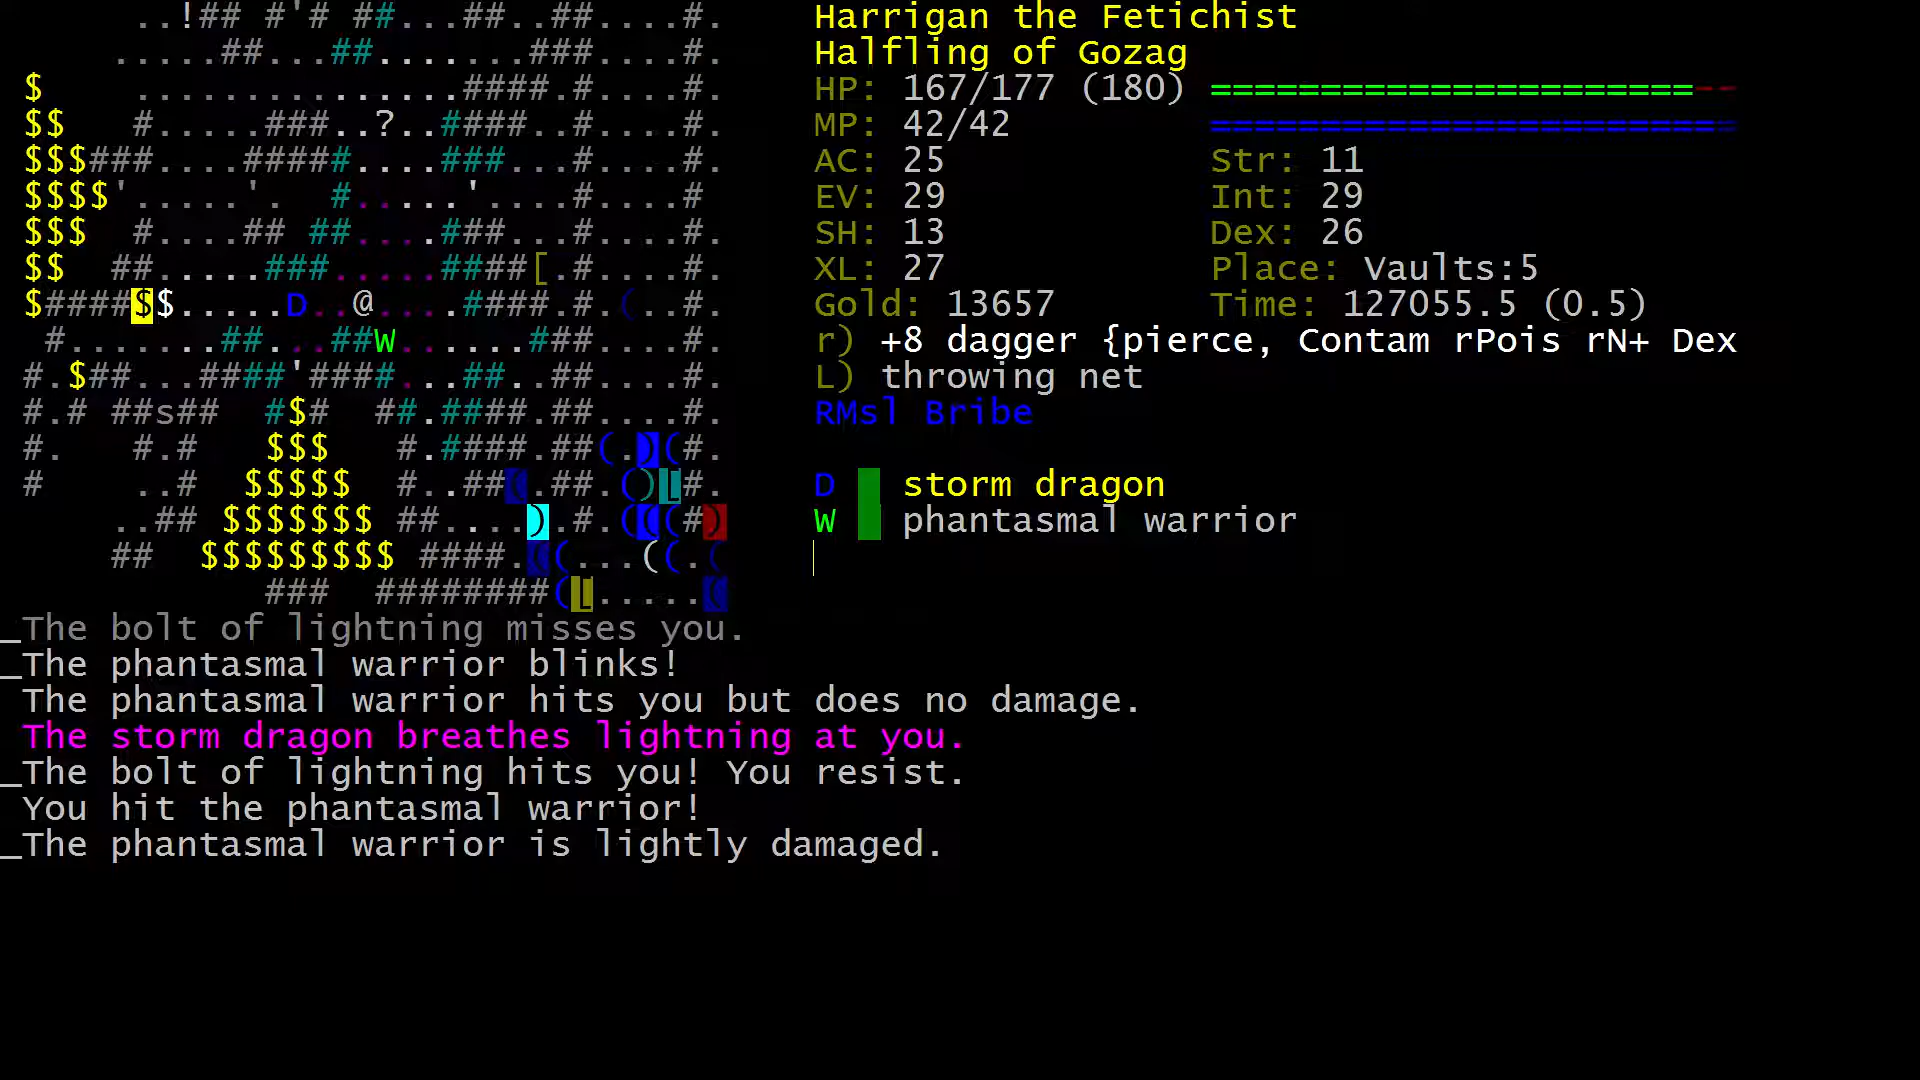 ..!## #'# ##...##..##....#. Harrigan the Fetichist
.....##...##.......###....#. Halfling of Gozag
$ ...............####.#....#. HP: 167/177 (180) ======================--
$$ #.....###..?..####..#....#. MP: 42/42 ========================
$$$###....#####....###...#....#. AC: 25 Str: 11
$$$$'.....'. #.....'....#....#. EV: 29 Int: 29
$$$ #....## ##.....###...#....#. SH: 13 Dex: 26
$$ ##.....###.....####[.#....#. XL: 27 Place: Vaults:5
$####$$.....D..@....#### .#.(..#. Gold: 13657 Time: 127055.5 (0.5)
#.......##. ..##W......###....#. r) +8 dagger {pierce, Contam rPois rN+ Dex
#.$##...####'####...##..##....#. L) throwing net
#.# ##s## #$# ##.####.##....#. RMsl Bribe
#. #.# $$$ #.####.##(.)(#.
# ..# $$$$$ #..##(.##.()[#. D storm dragon
..## $$$$$$$ ##....).#.(((#) W phantasmal warrior
## $$$$$$$$$ ####.((...((.(
### ########([.....(
_The bolt of lightning misses you.
_The phantasmal warrior blinks!
The phantasmal warrior hits you but does no damage.
The storm dragon breathes lightning at you.
_The bolt of lightning hits you! You resist.
You hit the phantasmal warrior!
_The phantasmal warrior is lightly damaged.